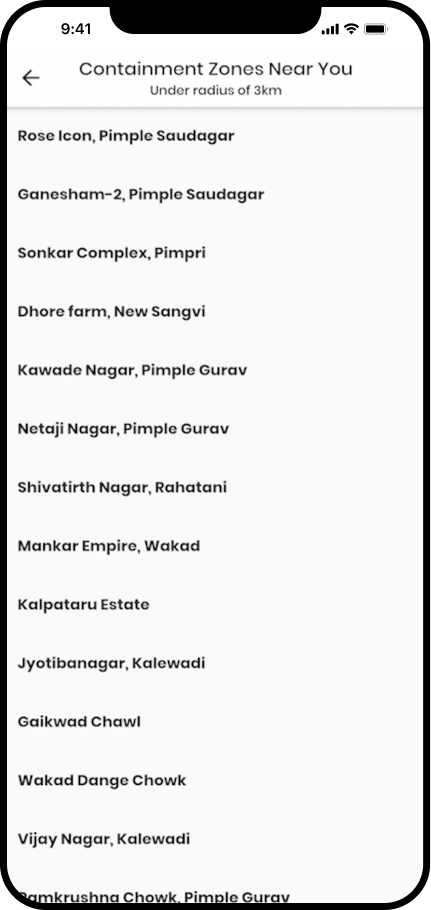 9:41
Containment Zones Near You
Under radius of 3km
Rose Icon, Pimple Saudagar
Ganesham-2, Pimple Saudagar
Sonkar Complex, Pimpri
Dhore farm, New Sangvi
Kawade Nagar, Pimple Gurav
Netaji Nagar, Pimple Gurav
Shivatirth Nagar, Rahatani
Mankar Empire, Wakad
Kalpataru Estate
Jyotibanagar, Kalewadi
Gaikwad Chawl
Wakad Dange Chowk
Vijay Nagar, Kalewadi
Ramkrushna Chowk, Pimple Gurav